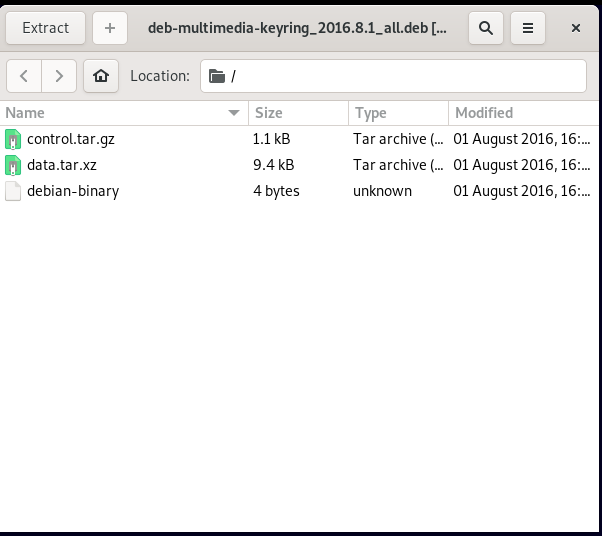 Extract + deb-multimedia-keyring_2016.8.1_all.deb [...
Location: /
Name Size Type Modified
control.tar.gz 1.1 kB Tar archive (... 01 August 2016, 16:...
data.tar.xz 9.4 kB Tar archive (... 01 August 2016, 16:...
debian-binary 4 bytes unknown 01 August 2016, 16:...